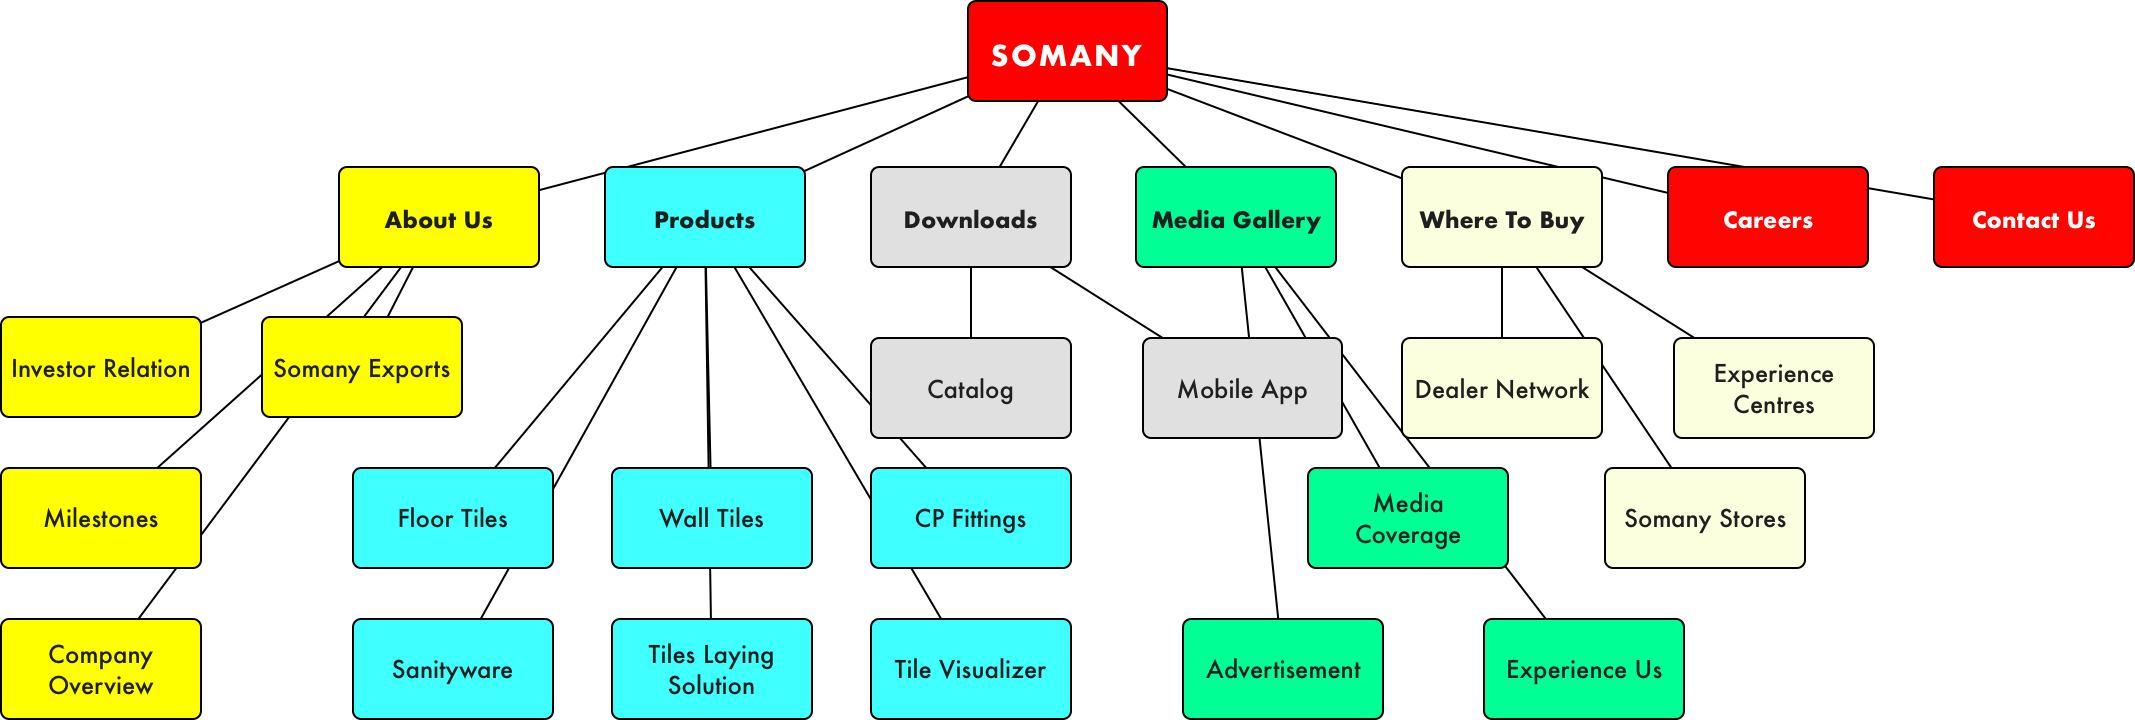 SOMANY
About Us
Products
Downloads
Media Gallery
Where To Buy
Careers
Contact Us
Investor Relation
Somany Exports
Catalog
Mobile App
Dealer Network
Experience
Centres
Milestones
Floor Tiles
Wall Tiles
CP Fittings
Media
Coverage
Somany Stores
Company
Overview
Sanityware
Tiles Laying
Solution
Tile Visualizer
Advertisement
Experience Us